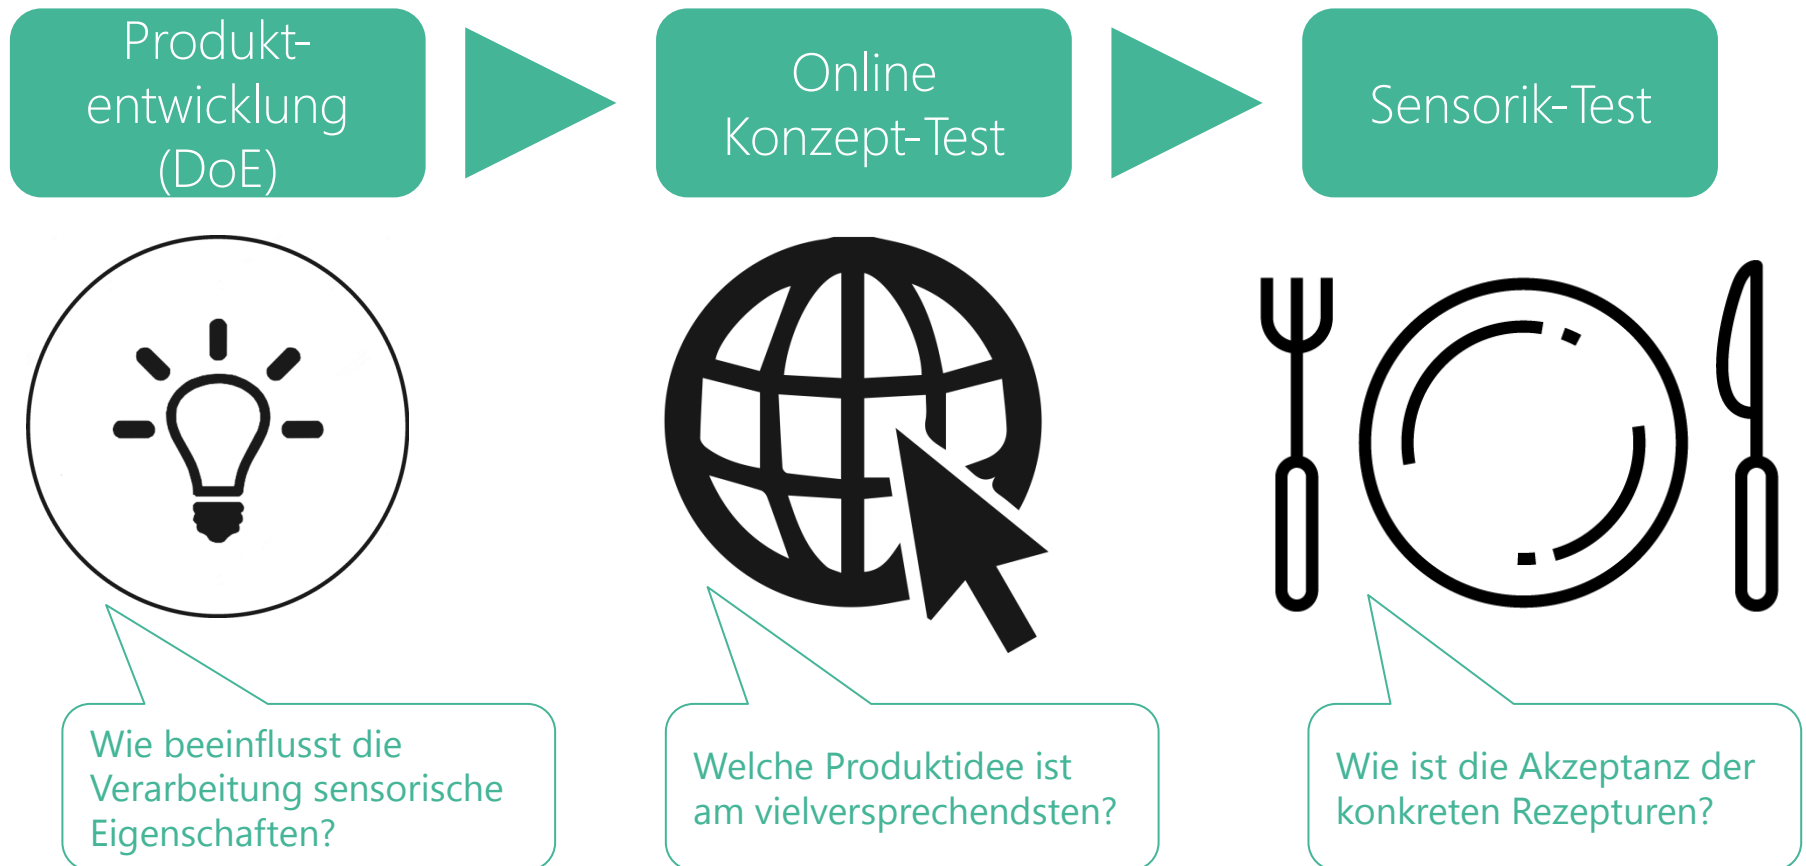 Produkt-
entwicklung
(DoE)
Online
Konzept-Test
Sensorik-Test
Wie beeinflusst die
Verarbeitung sensorische
Eigenschaften?
Welche Produktidee ist
am vielversprechendsten?
Wie ist die Akzeptanz der
konkreten Rezepturen?